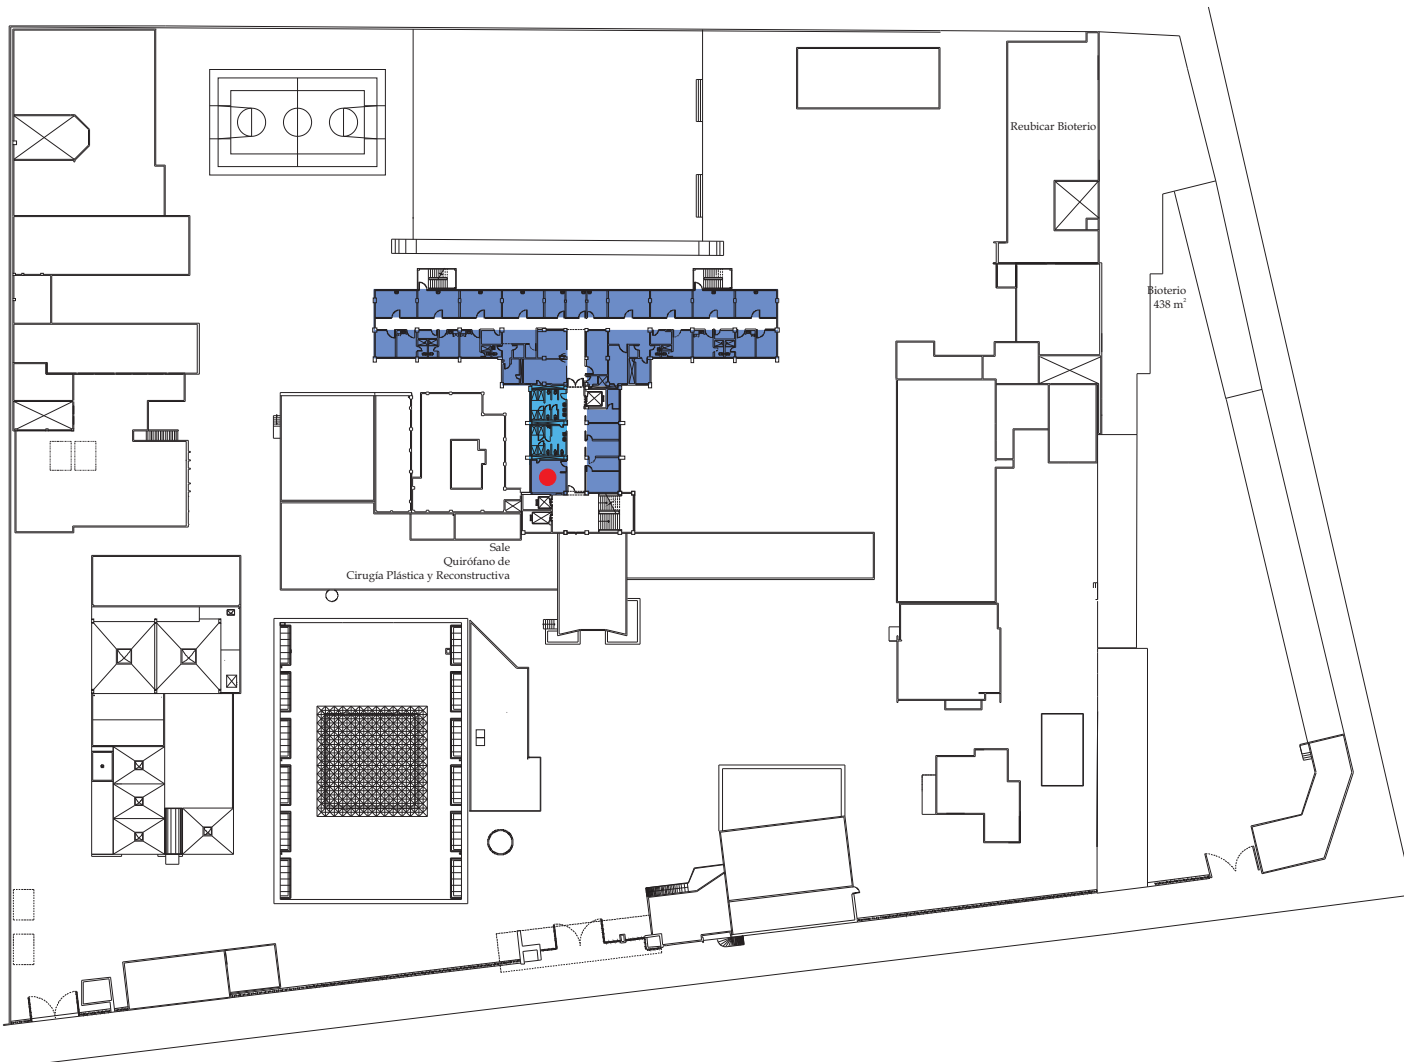 Reubicar Bioterio
Bioterio
438 m²
Sale
Quirófano de
Cirugía Plástica y Reconstructiva